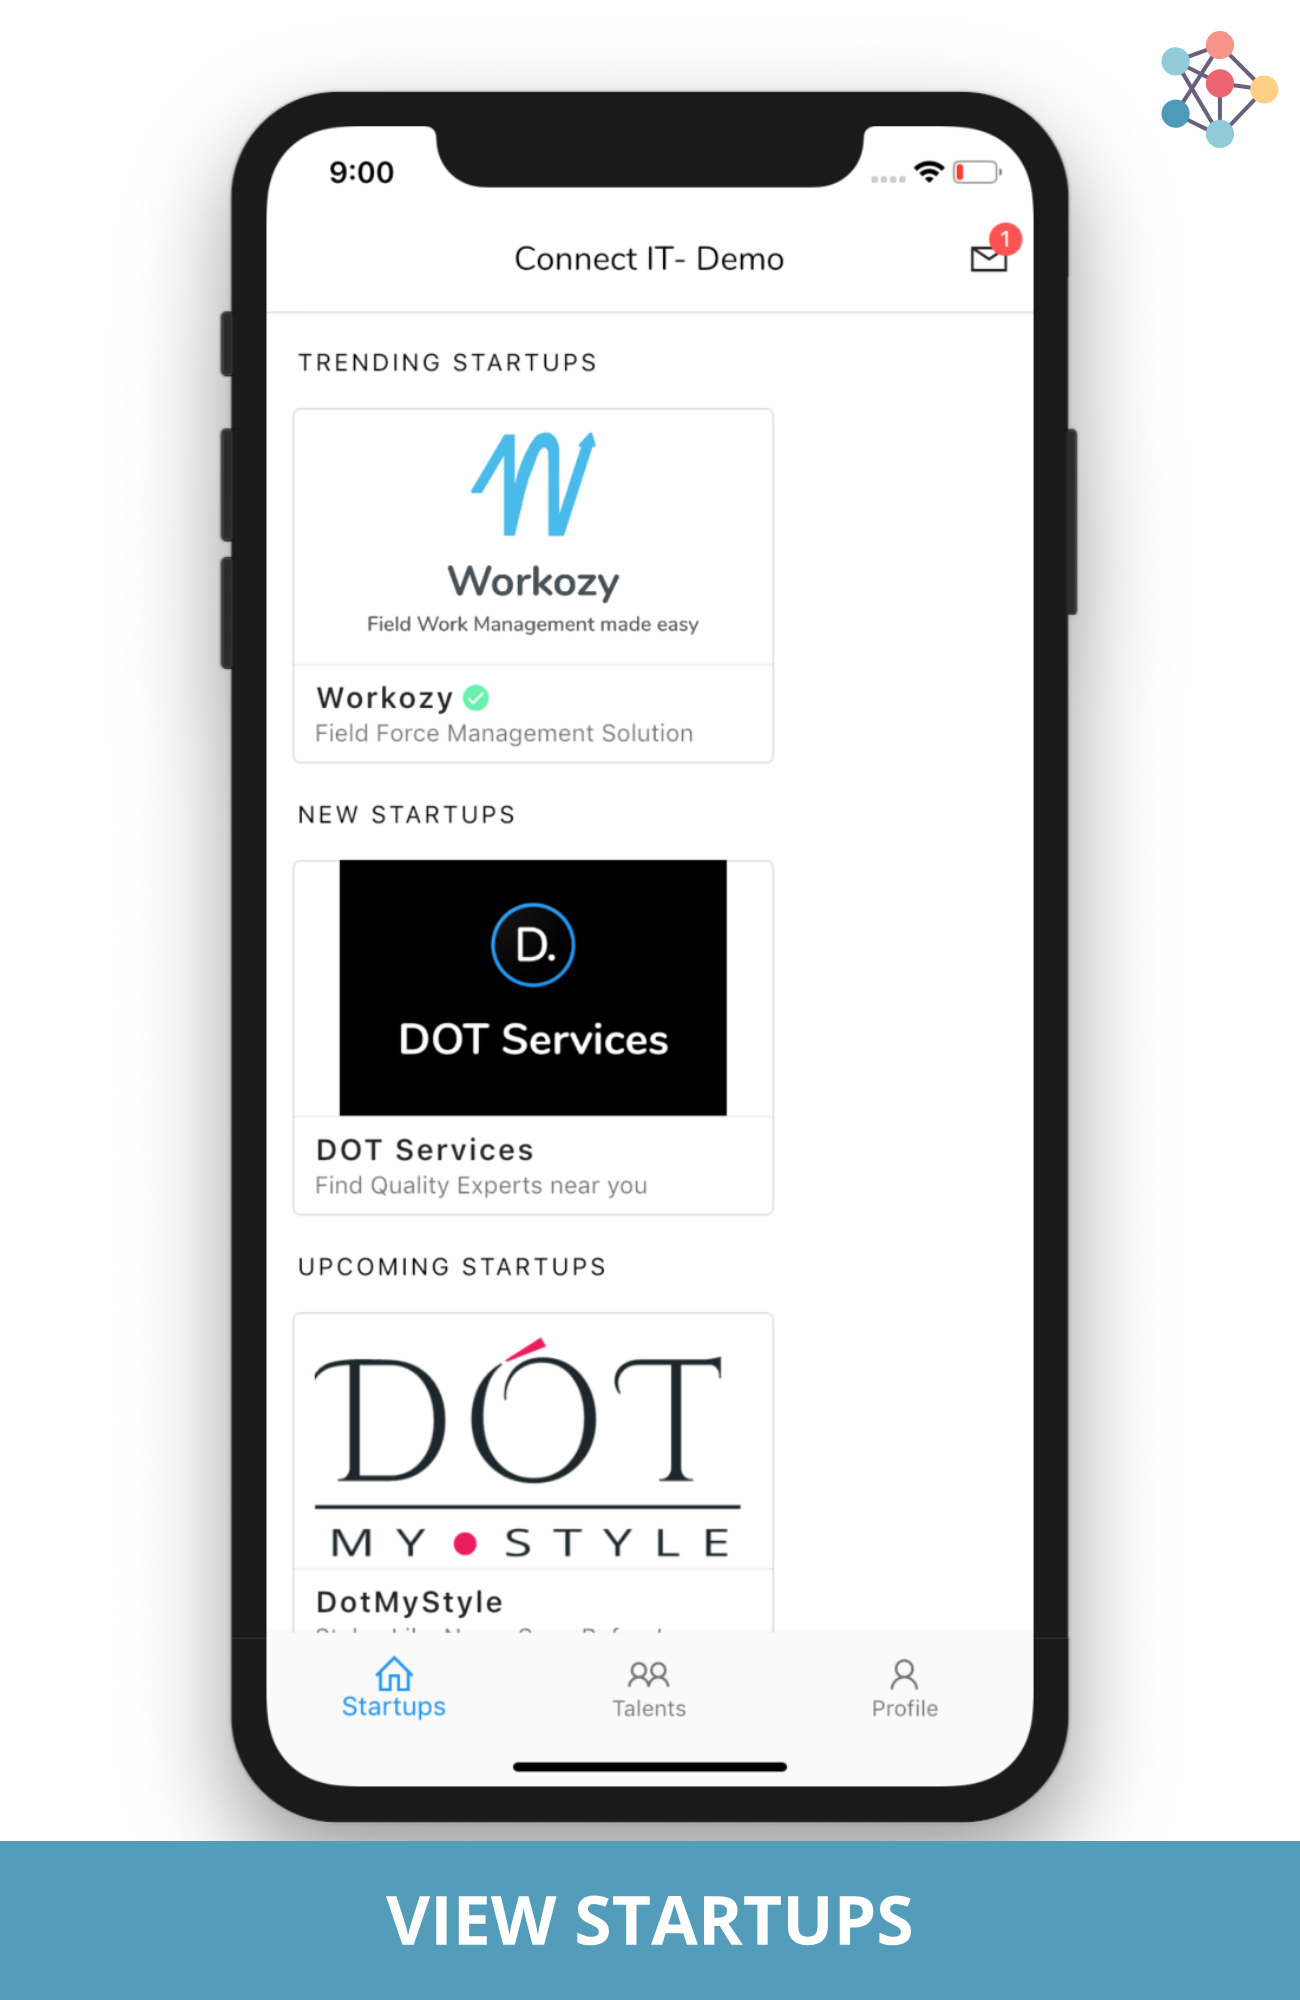 9:00
Connect IT- Demo
1
TRENDING STARTUPS
Workozy
Field Work Management made easy
Workozy
Field Force Management Solution
NEW STARTUPS
D.
DOT Services
DOT Services
Find Quality Experts near you
UPCOMING STARTUPS
DÓT
MY•STYLE
DotMyStyle
Startups
Talents
Profile
VIEW STARTUPS